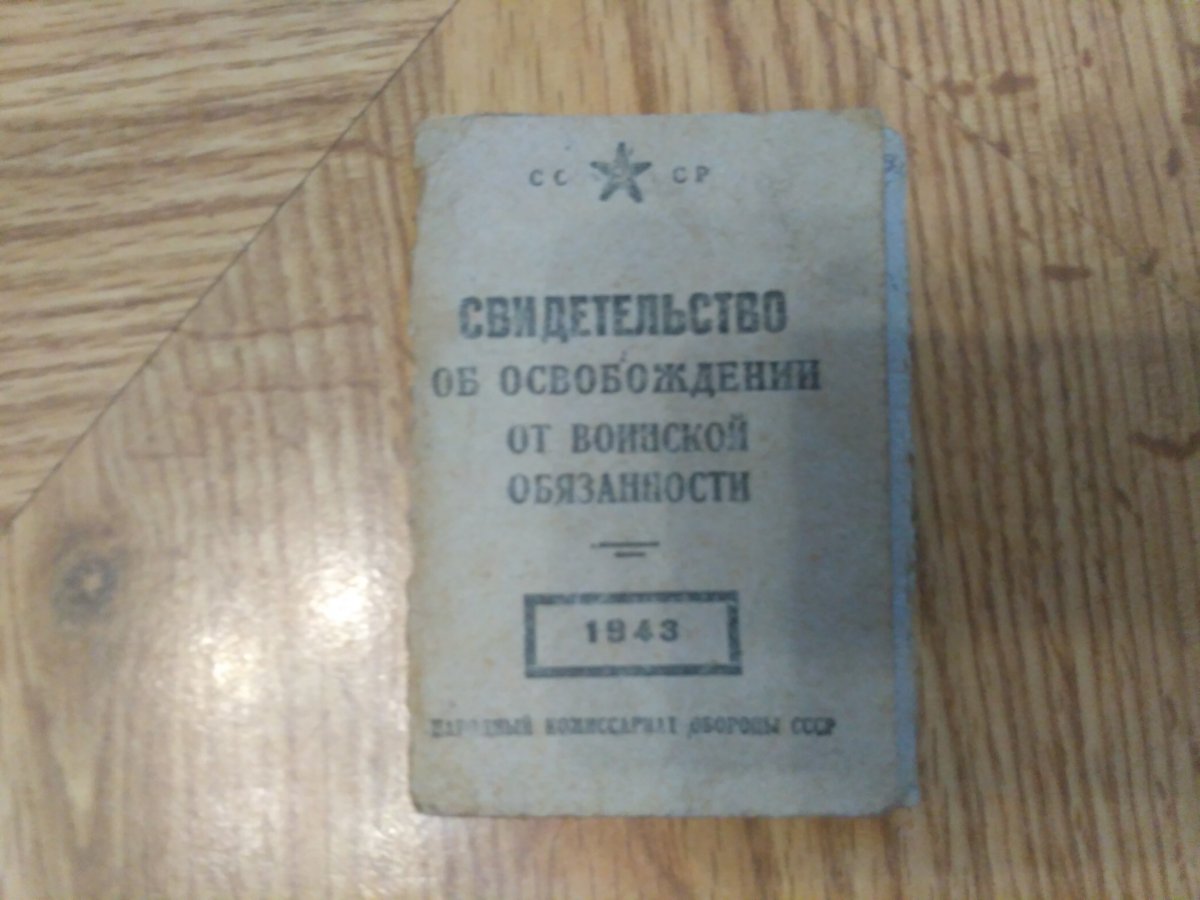 СС СР
СВИДЕТЕЛЬСТВО
ОБ ОСВОБОЖДЕНИИ
ОТ ВОИНСКОЙ
ОБЯЗАННОСТИ
1943
НАРОДНЫЙ КОМИССАРИАТ ОБОРОНЫ СССР